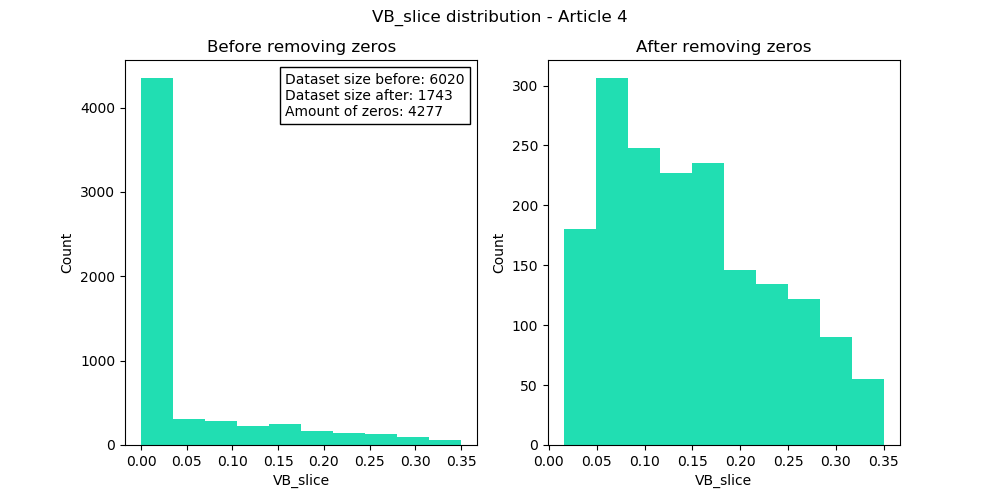 VB_slice distribution - Article 4
Before removing zeros
Dataset size before: 6020
Dataset size after: 1743
Amount of zeros: 4277
4000
3000
2000
1000
0
Count
0.00 0.05 0.10 0.15 0.20 0.25 0.30 0.35
VB_slice
After removing zeros
300
250
200
150
100
50
0
Count
0.00 0.05 0.10 0.15 0.20 0.25 0.30 0.35
VB_slice